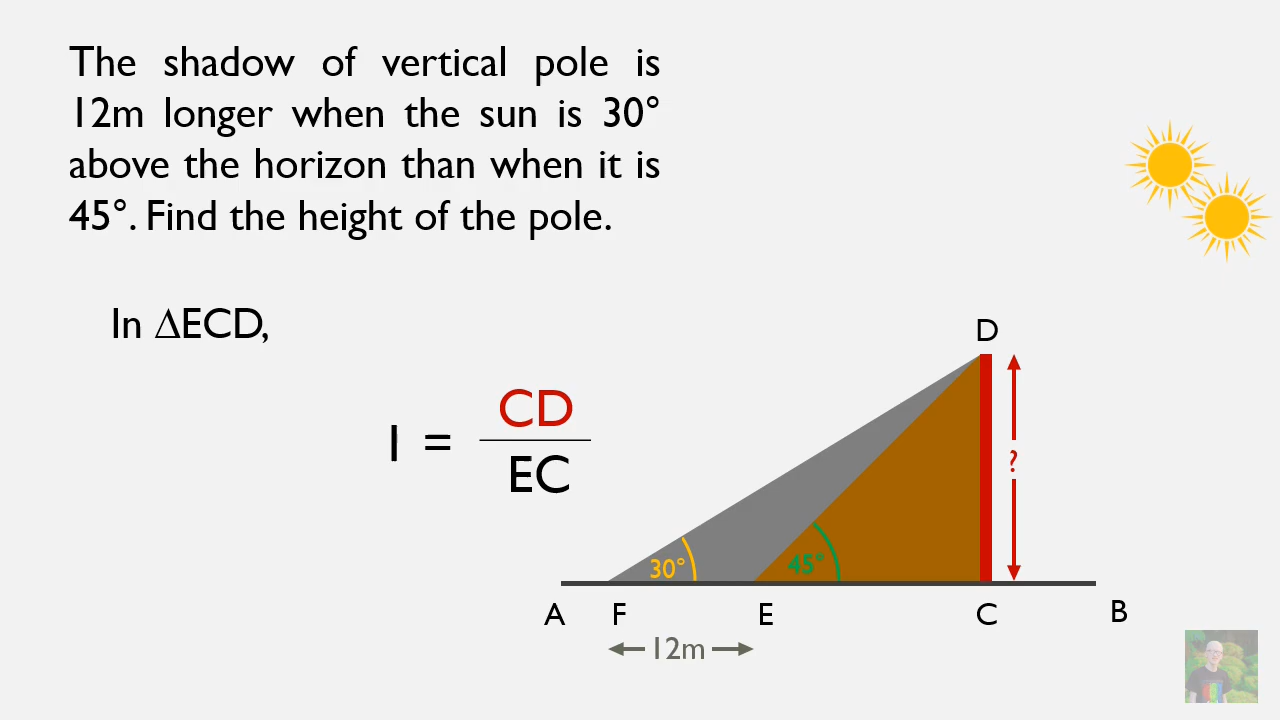 The shadow of vertical pole is
12m longer when the sun is 30°
above the horizon than when it is
45°. Find the height of the pole.
In ∆ECD,
1 = CD
EC
D
?
30°
45°
A F E C B
12m